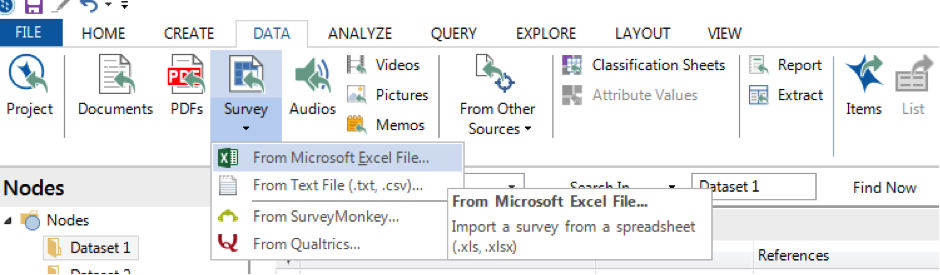 FILE HOME CREATE DATA ANALYZE QUERY EXPLORE LAYOUT VIEW
Videos Classification Sheets Report
PDF
Pictures Attribute Values Extract
Project Documents PDFs Survey Audios From Other Items List
Memos Sources
From Microsoft Excel File...
Nodes From Text File (.txt, .csv)... Search In Dataset 1 Find Now
From Microsoft Excel File...
Nodes From SurveyMonkey... Import a survey from a spreadsheet
Dataset 1 From Qualtrics... (.xls, .xlsx) References
Dataset 2